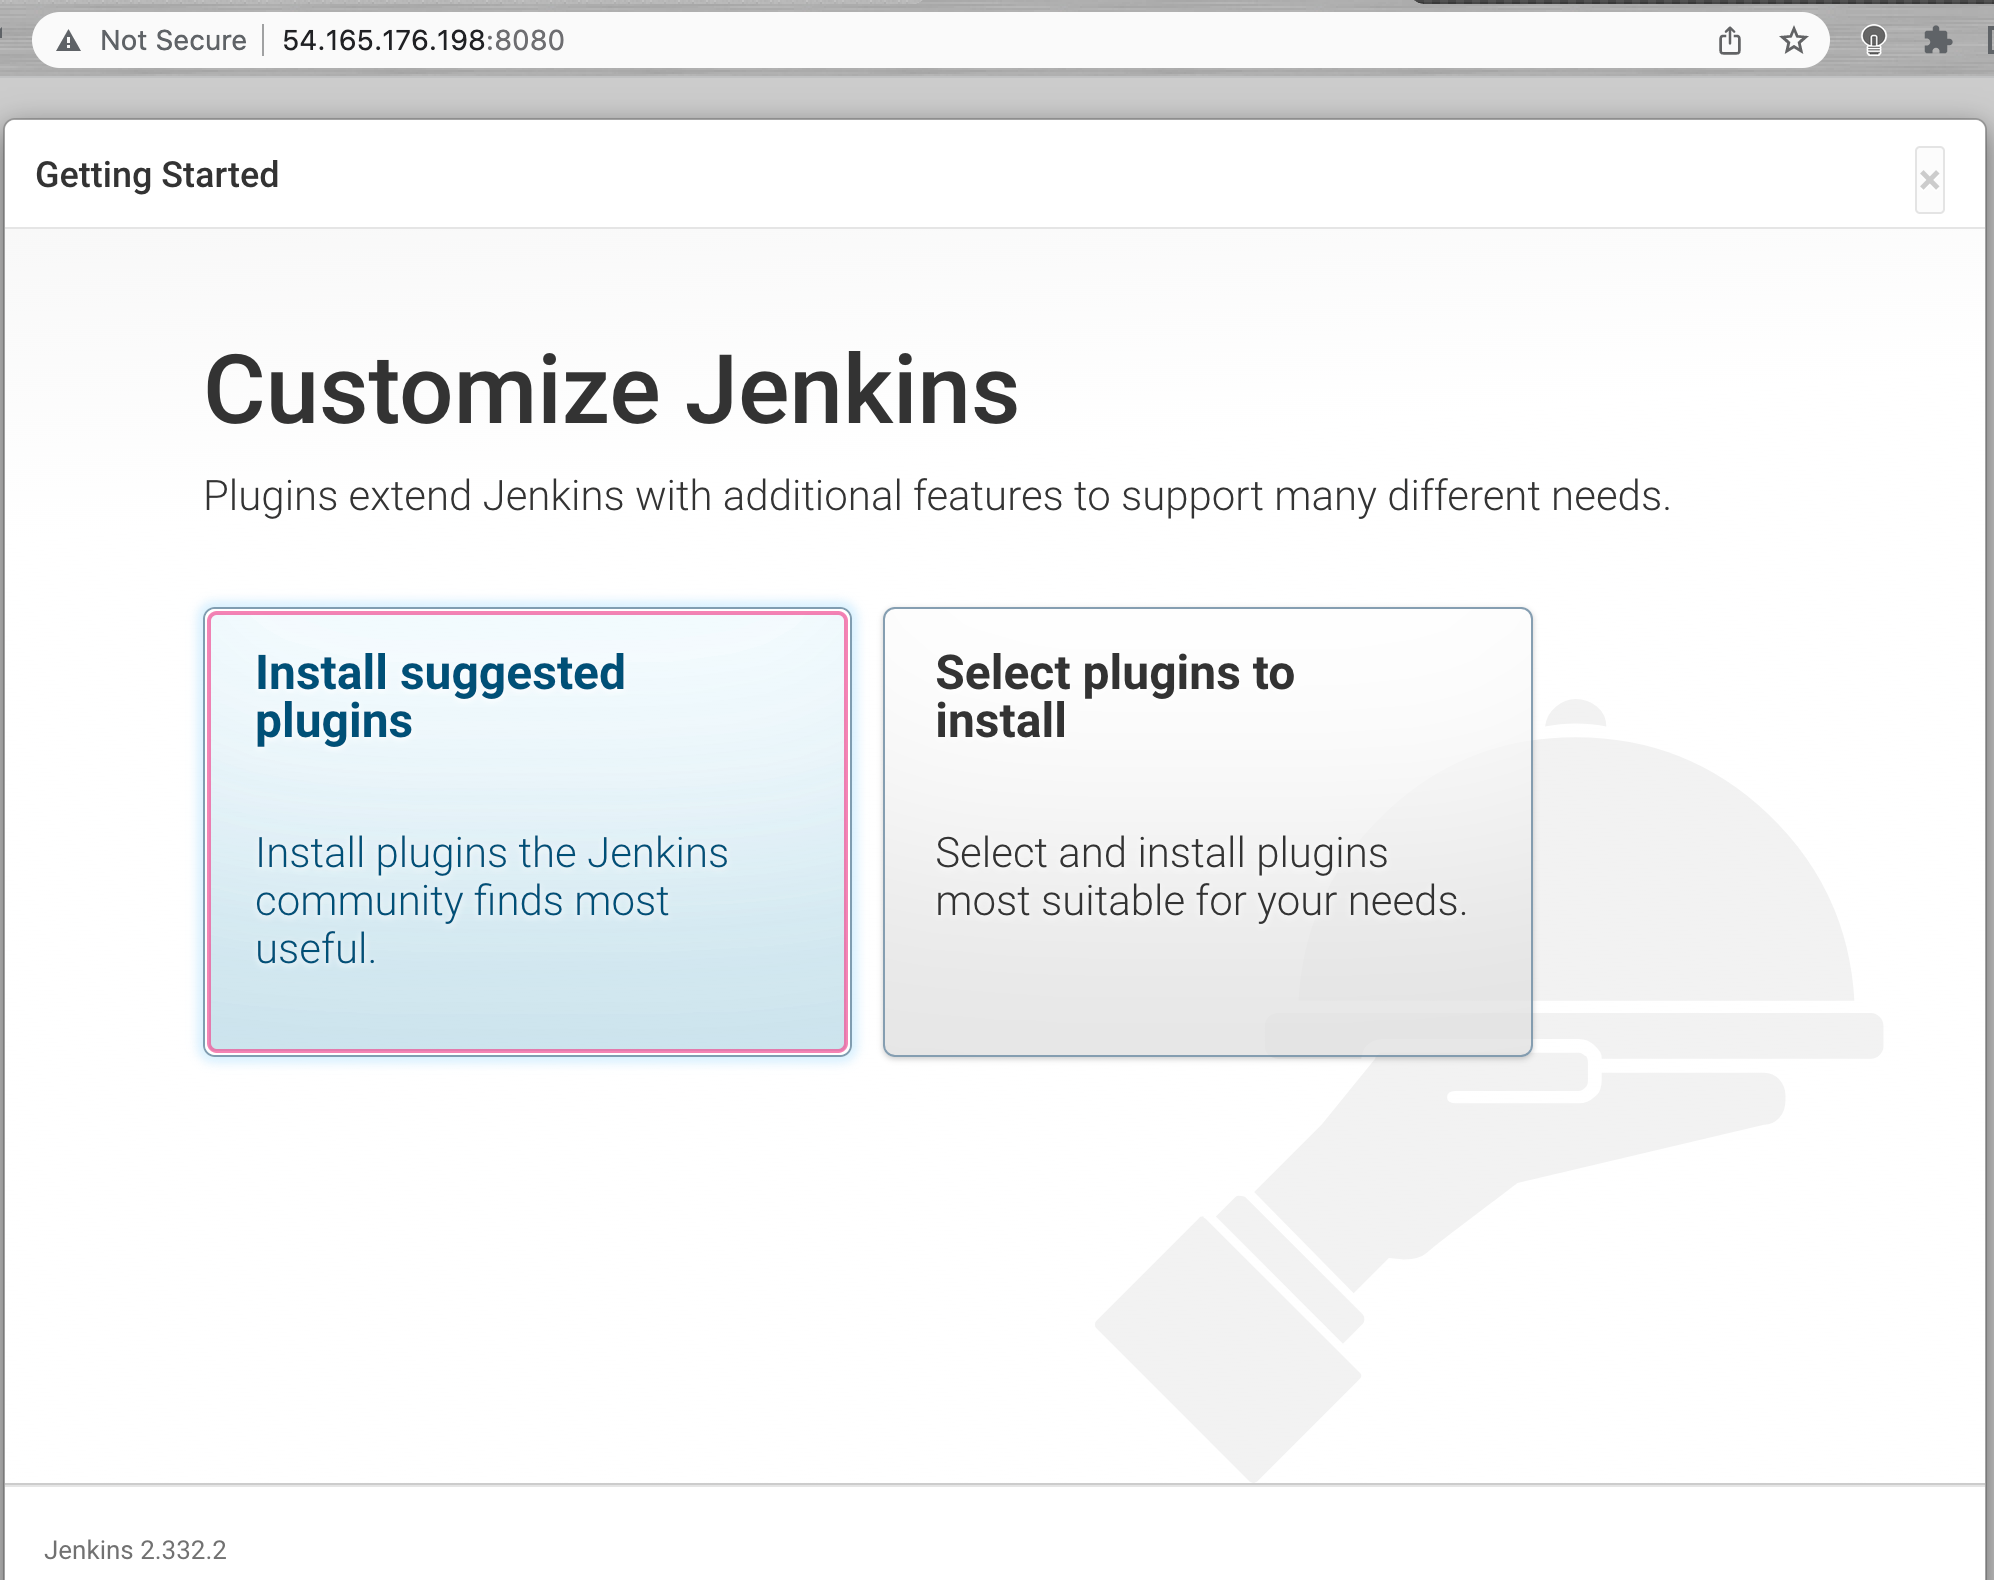 Not Secure 54.165.176.198:8080
Getting Started
Customize Jenkins
Plugins extend Jenkins with additional features to support many different needs.
Install suggested
plugins
Install plugins the Jenkins
community finds most
useful.
Select plugins to
install
Select and install plugins
most suitable for your needs.
Jenkins 2.332.2